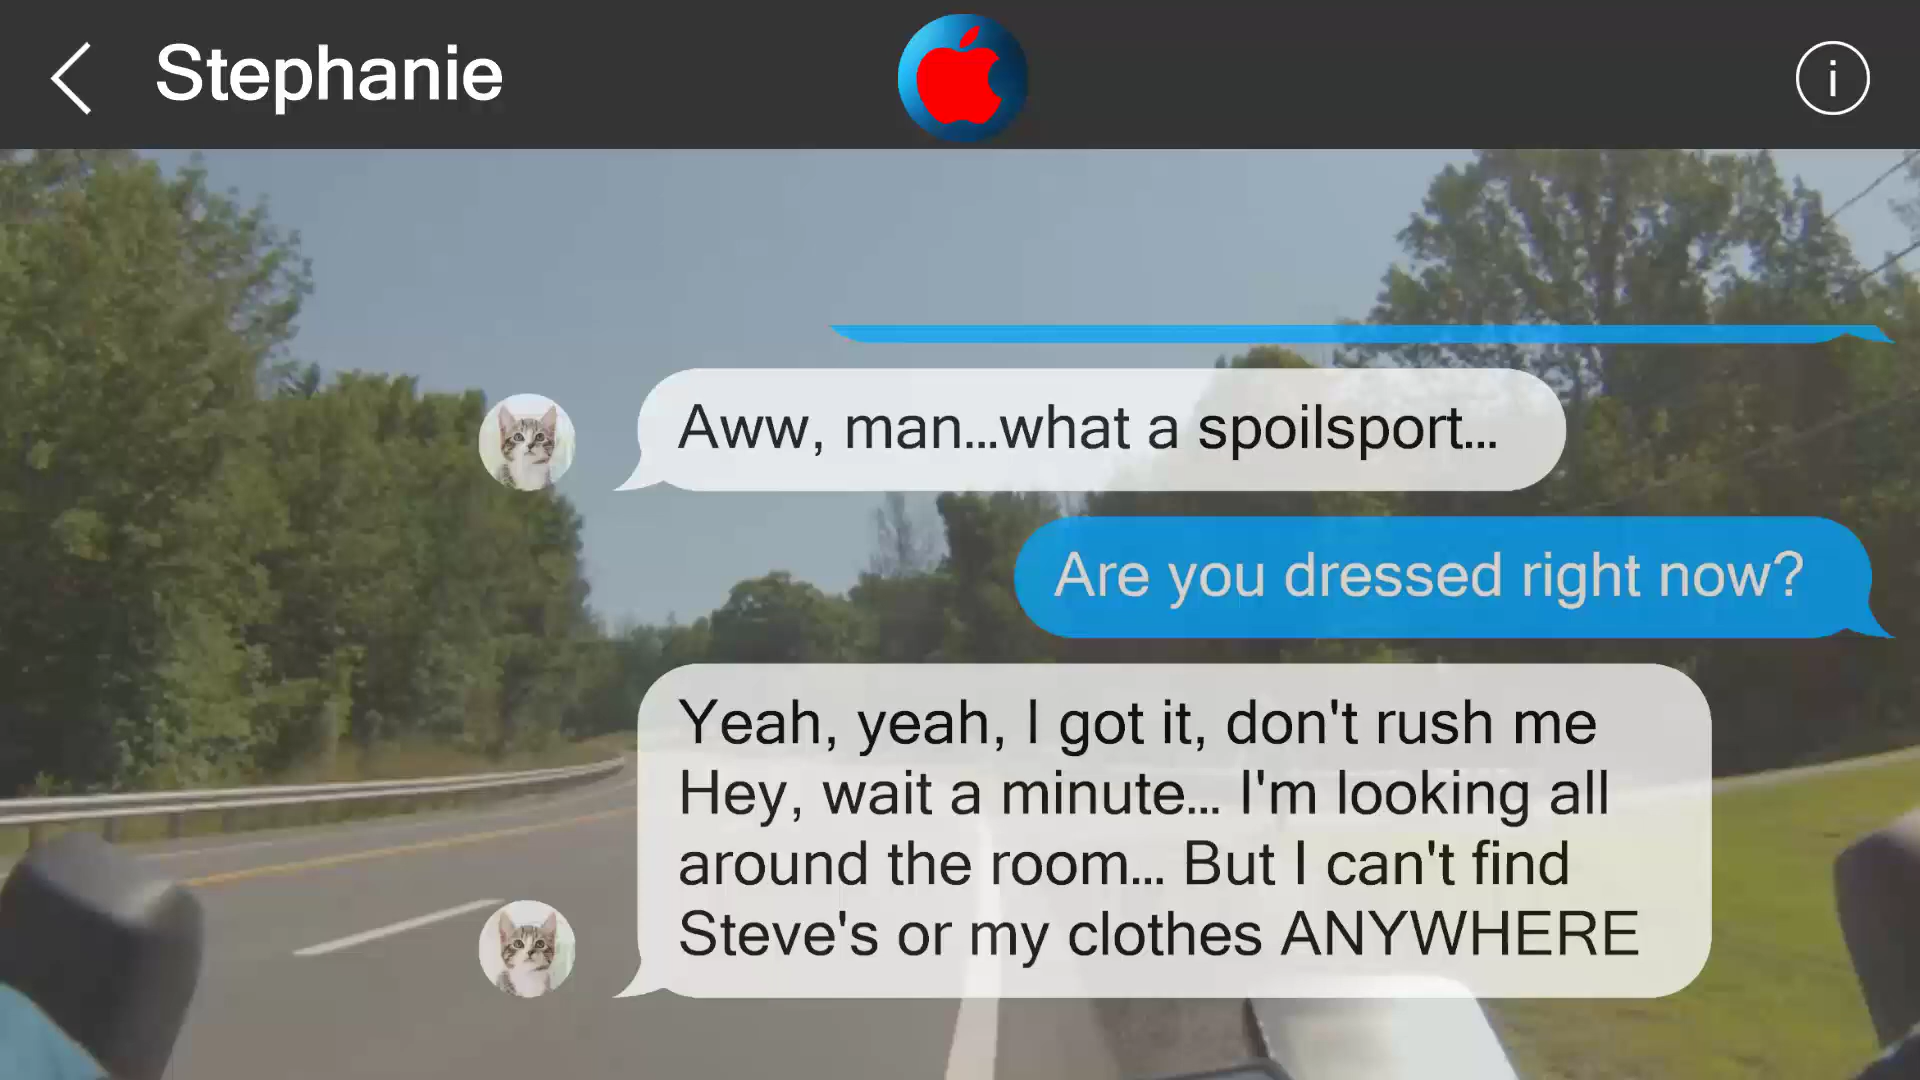 Stephanie
i
Aww, man...what a spoilsport...
Are you dressed right now?
Yeah, yeah, I got it, don't rush me
Hey, wait a minute... I'm looking all
around the room... But I can't find
Steve's or my clothes ANYWHERE